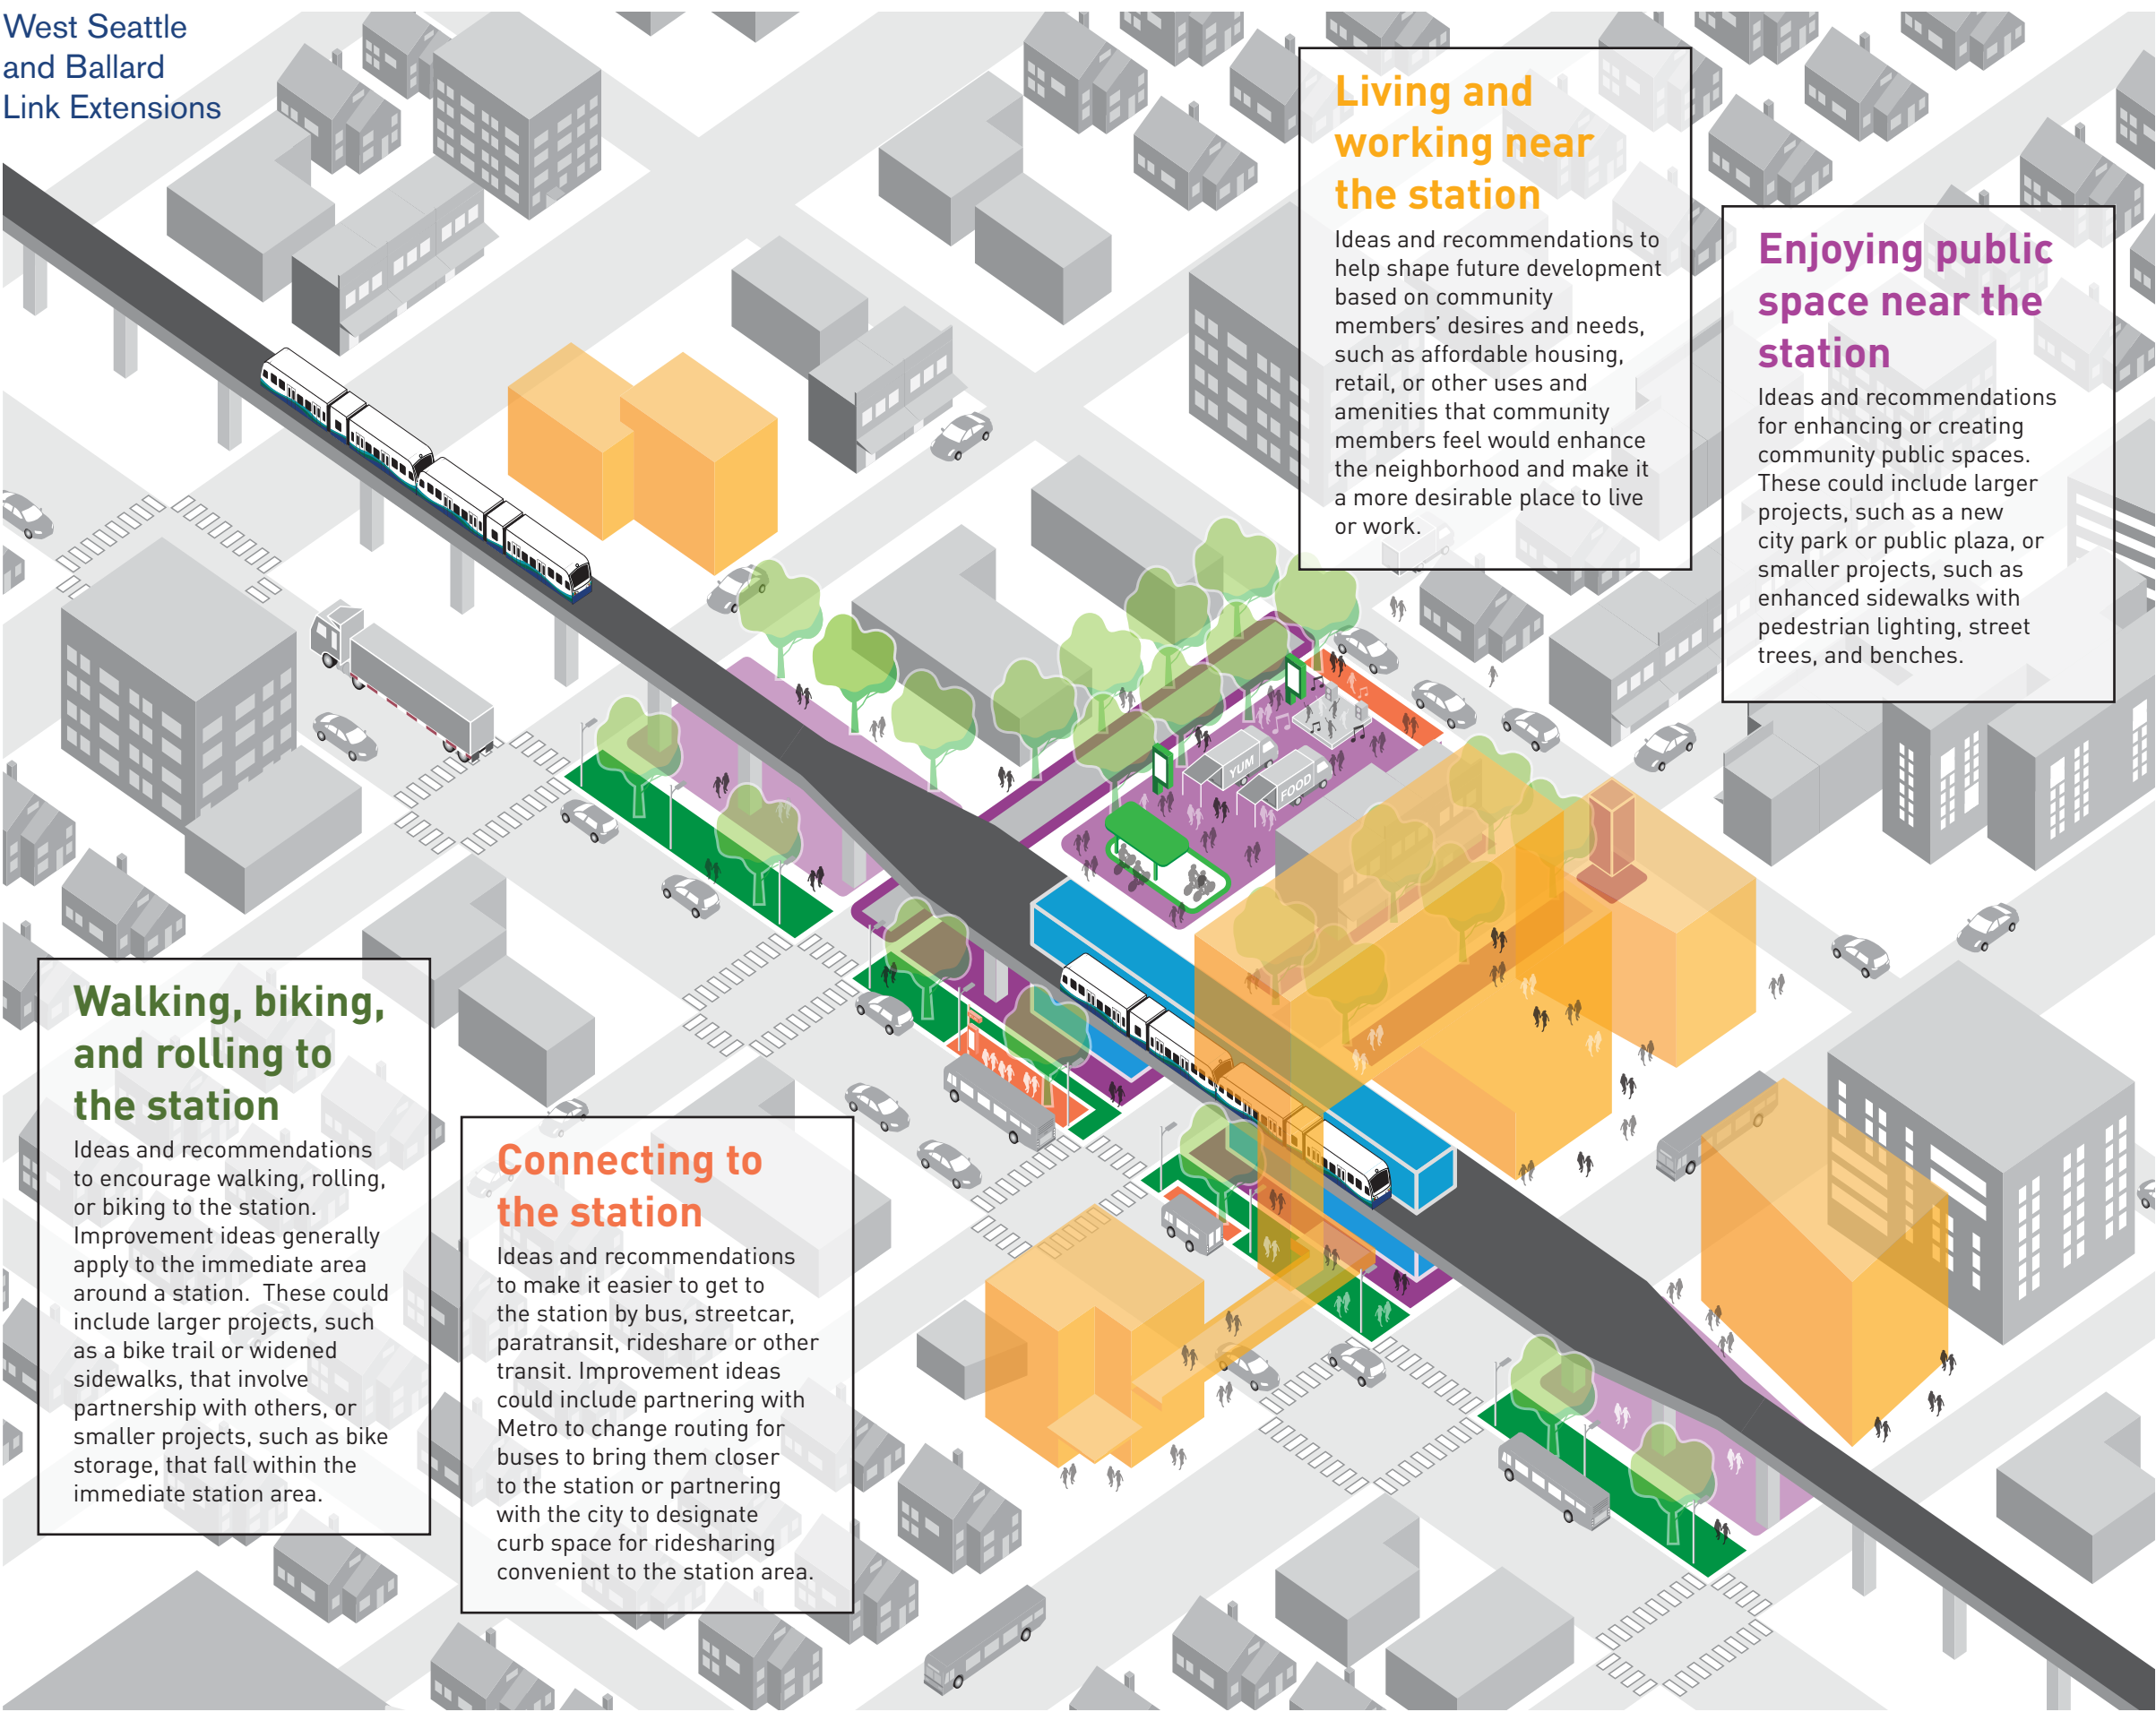 West Seattle
and Ballard
Link Extensions
Living and
working near
the station
Ideas and recommendations to
help shape future development
based on community
members’ desires and needs,
such as affordable housing,
retail, or other uses and
amenities that community
members feel would enhance
the neighborhood and make it
a more desirable place to live
or work.
Enjoying public
space near the
station
Ideas and recommendations
for enhancing or creating
community public spaces.
These could include larger
projects, such as a new
city park or public plaza, or
smaller projects, such as
enhanced sidewalks with
pedestrian lighting, street
trees, and benches.
YUM
FOOD
Walking, biking,
and rolling to
the station
Ideas and recommendations
to encourage walking, rolling,
or biking to the station.
Improvement ideas generally
apply to the immediate area
around a station.  These could
include larger projects, such
as a bike trail or widened
sidewalks, that involve
partnership with others, or
smaller projects, such as bike
storage, that fall within the
immediate station area.
Connecting to
the station
Ideas and recommendations
to make it easier to get to
the station by bus, streetcar,
paratransit, rideshare or other
transit. Improvement ideas
could include partnering with
Metro to change routing for
buses to bring them closer
to the station or partnering
with the city to designate
curb space for ridesharing
convenient to the station area.